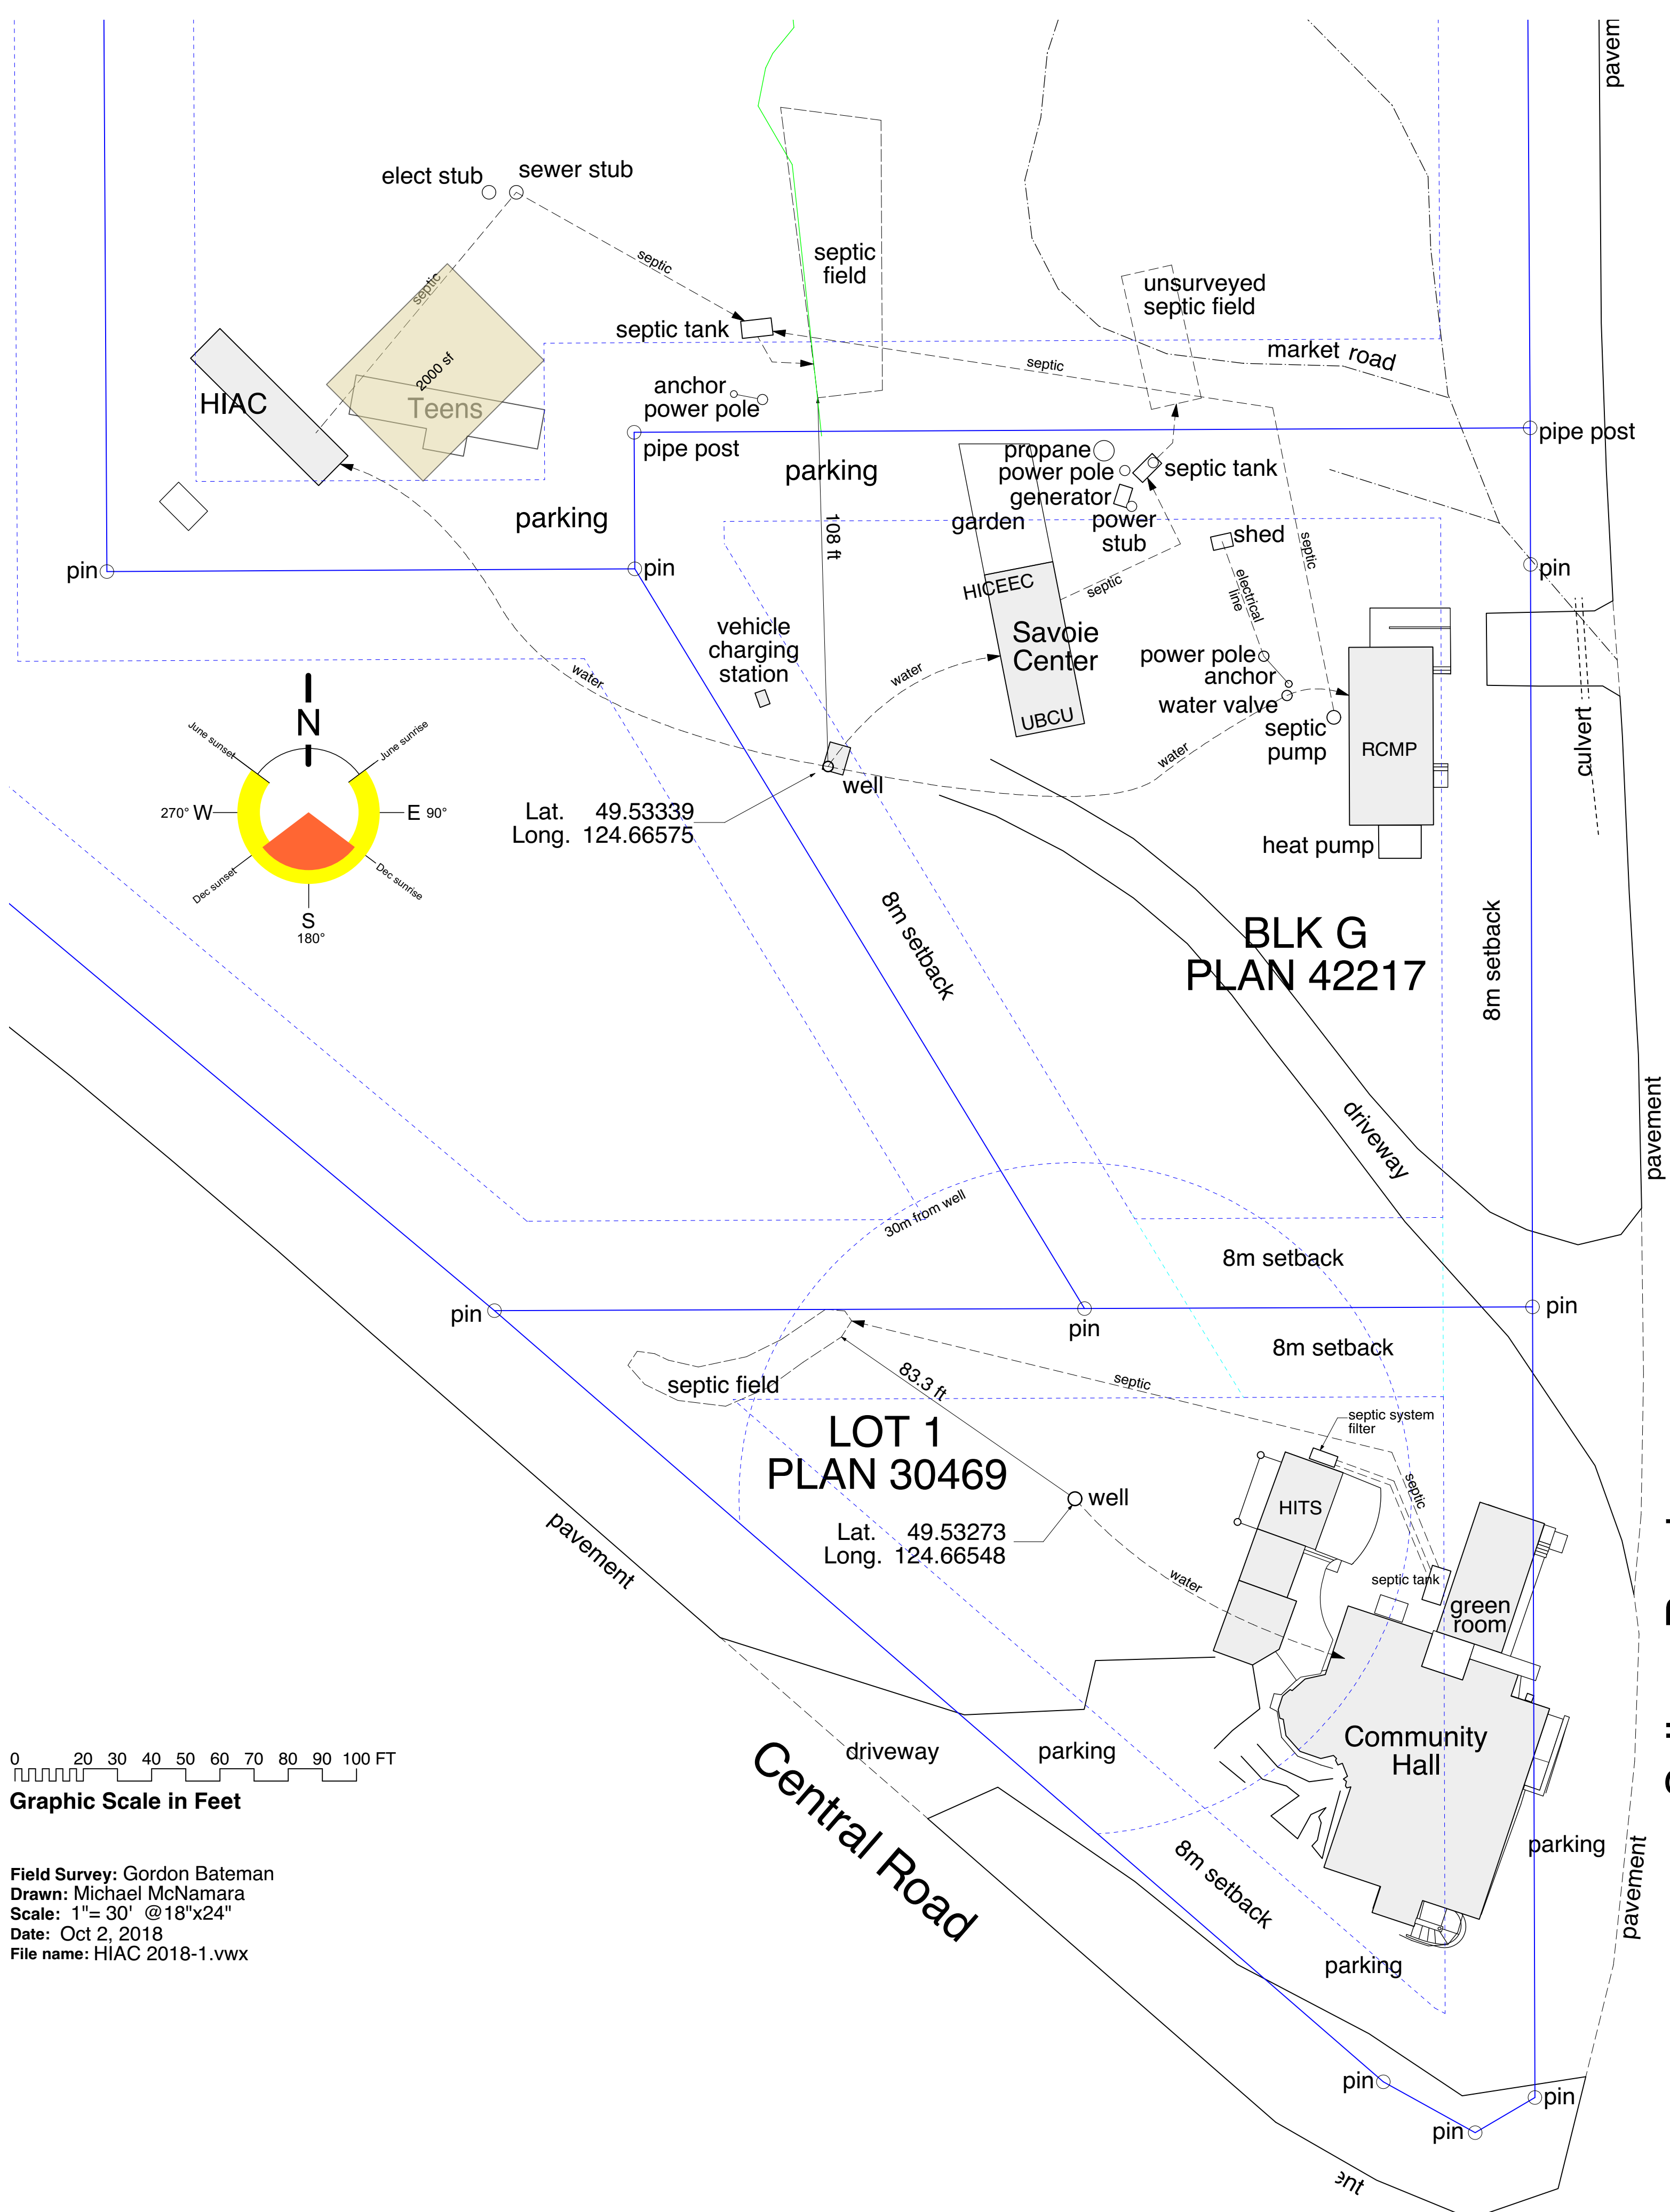 pavem
elect stub
sewer stub
septic
septic
septic
field
unsurveyed
septic field
septic tank
2000 sf
septic
market road
HIAC
Teens
anchor
power pole
pipe post
pipe post
parking
propane
power pole
septic tank
generator
parking
108 ft
garden
power
stub
shed
septic
pin
pin
pin
HICEEC
septic
electrical
line
vehicle
charging
station
Savoie
Center
power pole
anchor
water
water
water valve
UBCU
septic
pump
RCMP
culvert
N
June sunset
June sunrise
270° W
E 90°
Dec sunset
Dec sunrise
S
180°
water
well
Lat. 49.53339
Long. 124.66575
heat pump
8m setback
BLK G
PLAN 42217
8m setback
driveway
pavement
30m from well
8m setback
pin
pin
pin
8m setback
septic field
83.3 ft
septic
LOT 1
PLAN 30469
septic system
filter
septic
well
HITS
Lat. 49.53273
Long. 124.66548
pavement
water
septic tank
green
room
Community
Hall
driveway
parking
Central Road
parking
pavement
8m setback
parking
0 20 30 40 50 60 70 80 90 100 FT
Graphic Scale in Feet
Field Survey: Gordon Bateman
Drawn: Michael McNamara
Scale: 1"= 30' @18"x24"
Date: Oct 2, 2018
File name: HIAC 2018-1.vwx
pin
pin
pin